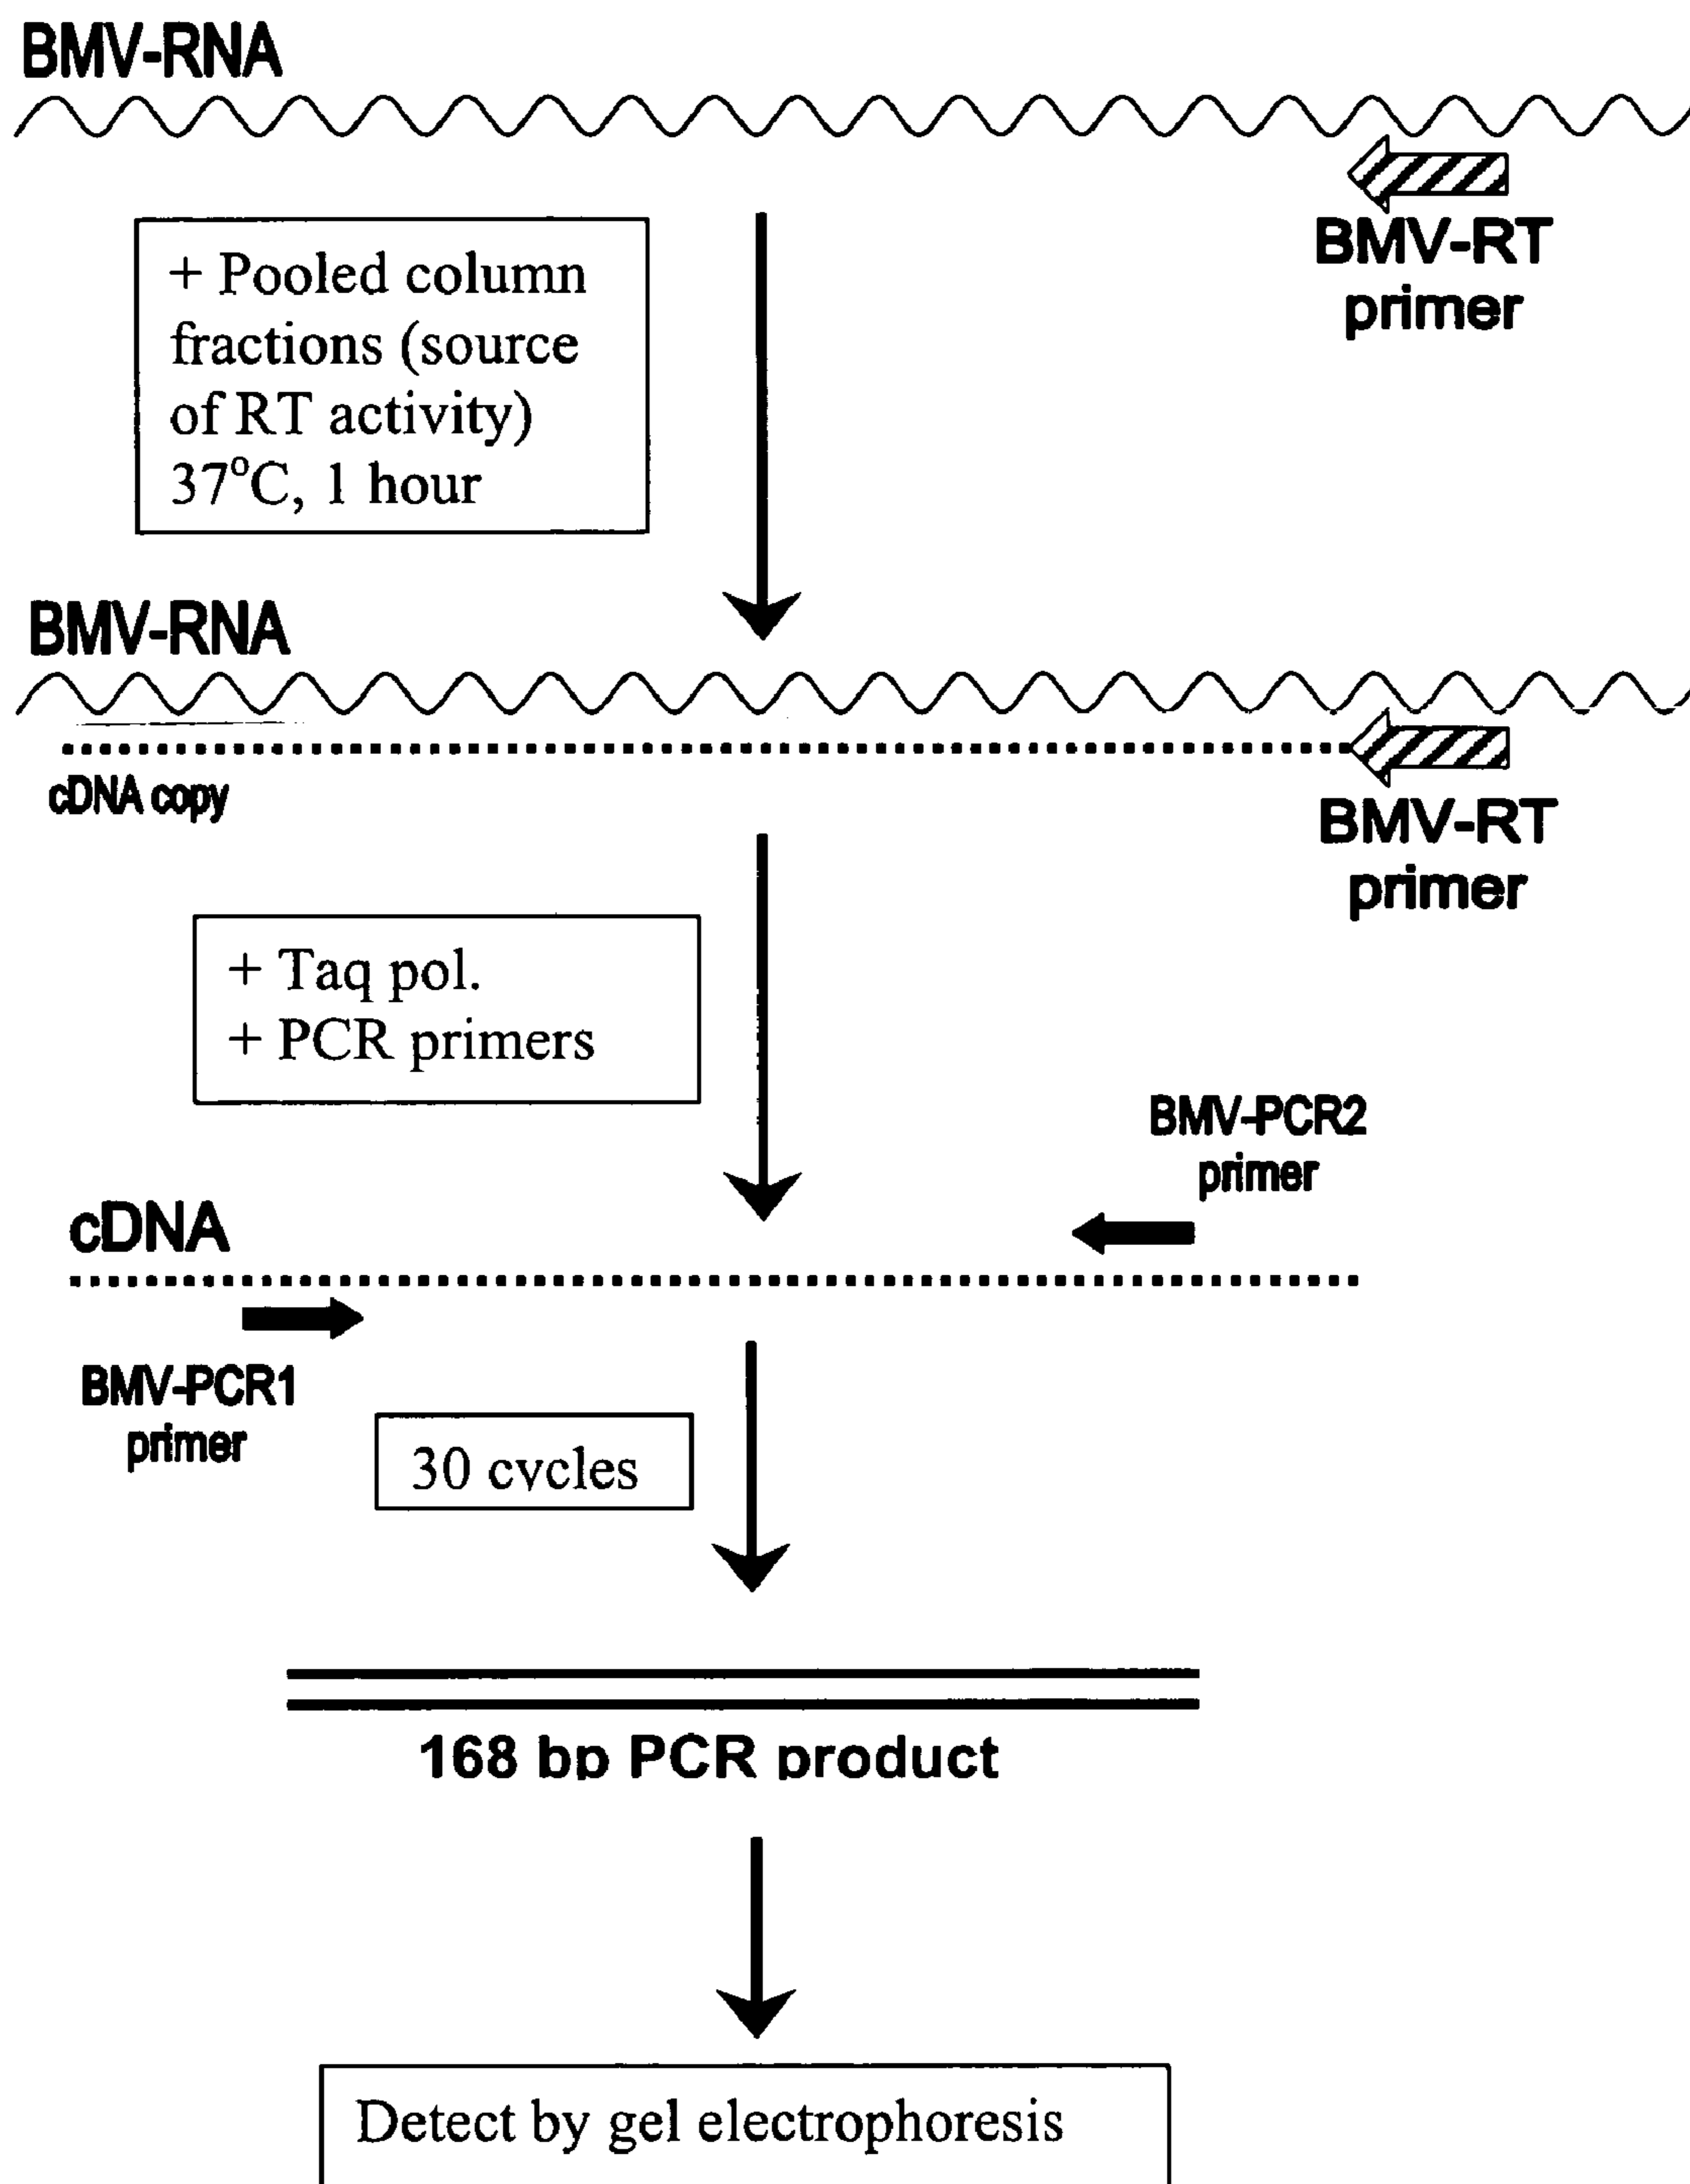 BMV-RNA
BMV-RT
primer
+ Pooled column
fractions (source
of RT activity)
37°C, 1 hour
BMV-RNA
cDNA copy
BMV-RT
primer
+ Taq pol.
+ PCR primers
BMV-PCR2
primer
cDNA
BMV-PCR1
primer
30 cycles
168 bp PCR product
Detect by gel electrophoresis